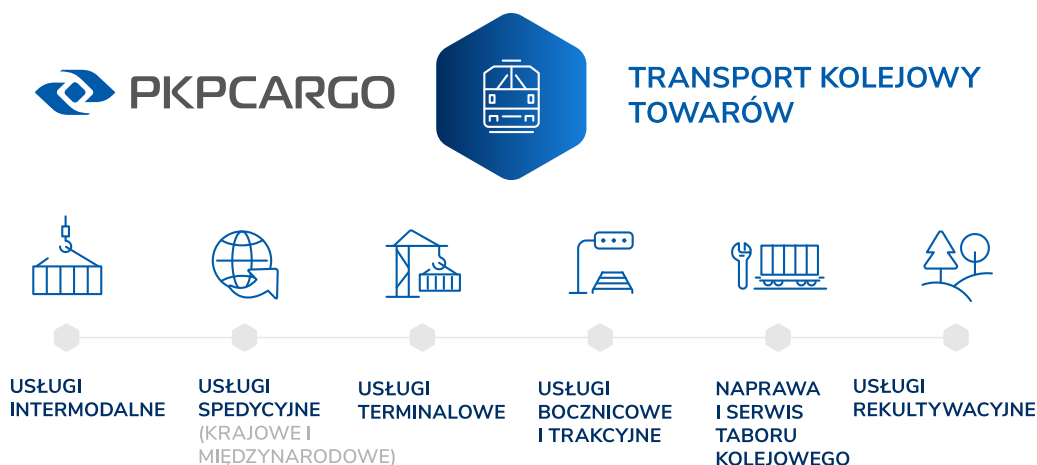 PKPCARGO
TRANSPORT KOLEJOWY
TOWARÓW
USŁUGI
INTERMODALNE
USŁUGI
SPEDYCYJNE
(KRAJOWE I
MIĘDZYNARODOWE)
USŁUGI
TERMINALOWE
USŁUGI
BOCZNICOWE
I TRAKCYJNE
NAPRAWA
I SERWIS
TABORU
KOLEJOWEGO
USŁUGI
REKULTYWACYJNE